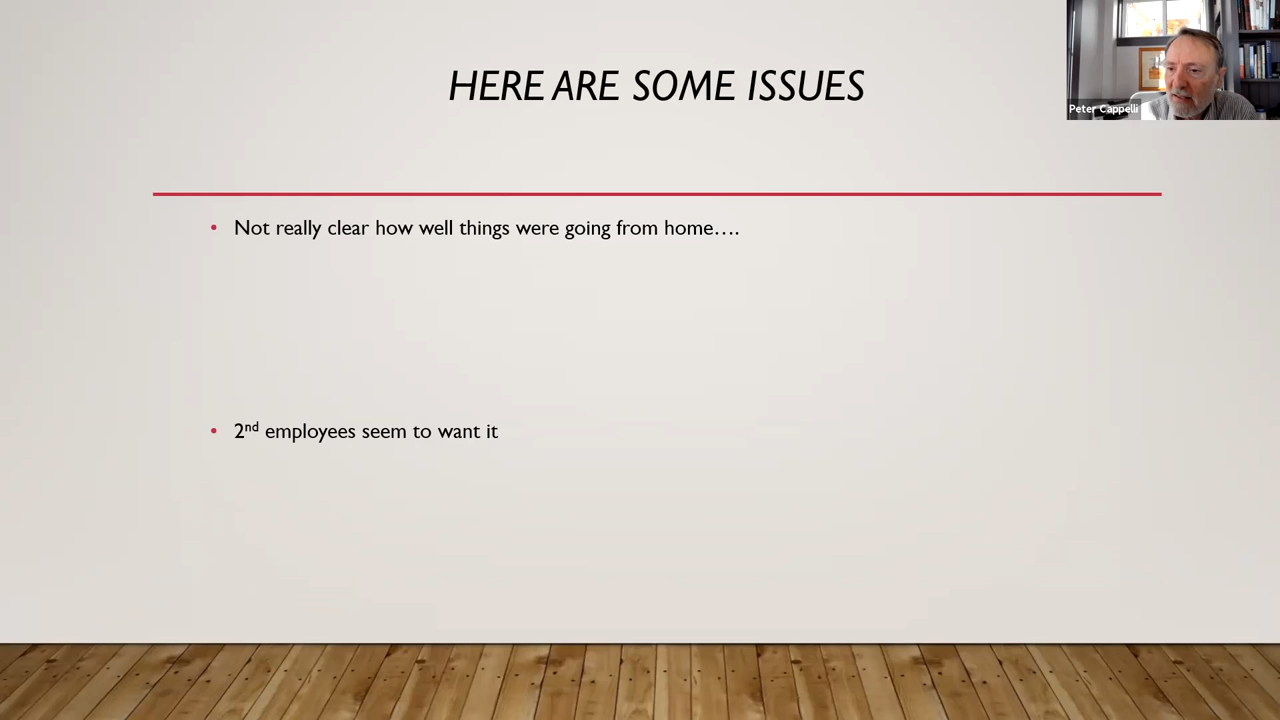 HERE ARE SOME ISSUES
Peter Cappelli
• Not really clear how well things were going from home….
• 2nd employees seem to want it